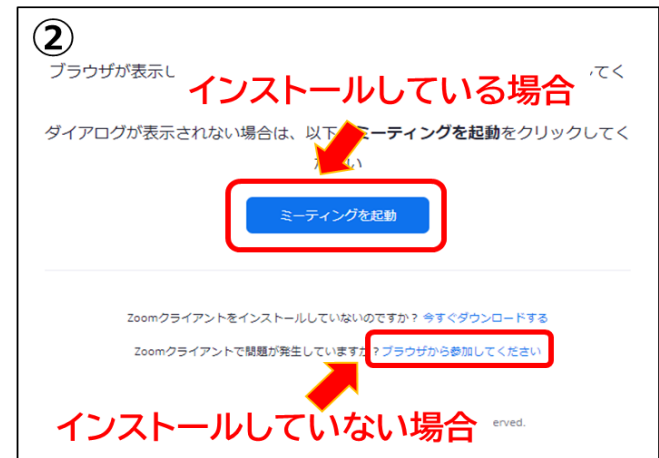 ②
ブラウザが表示し てく
インストールしている場合
ダイアログが表示されない場合は、以下 ミーティングを起動をクリックしてく
い
ミーティングを起動
Zoomクライアントをインストールしていないのですか？今すぐダウンロードする
Zoomクライアントで問題が発生していますか？ブラウザから参加してください
インストールしていない場合
erved.